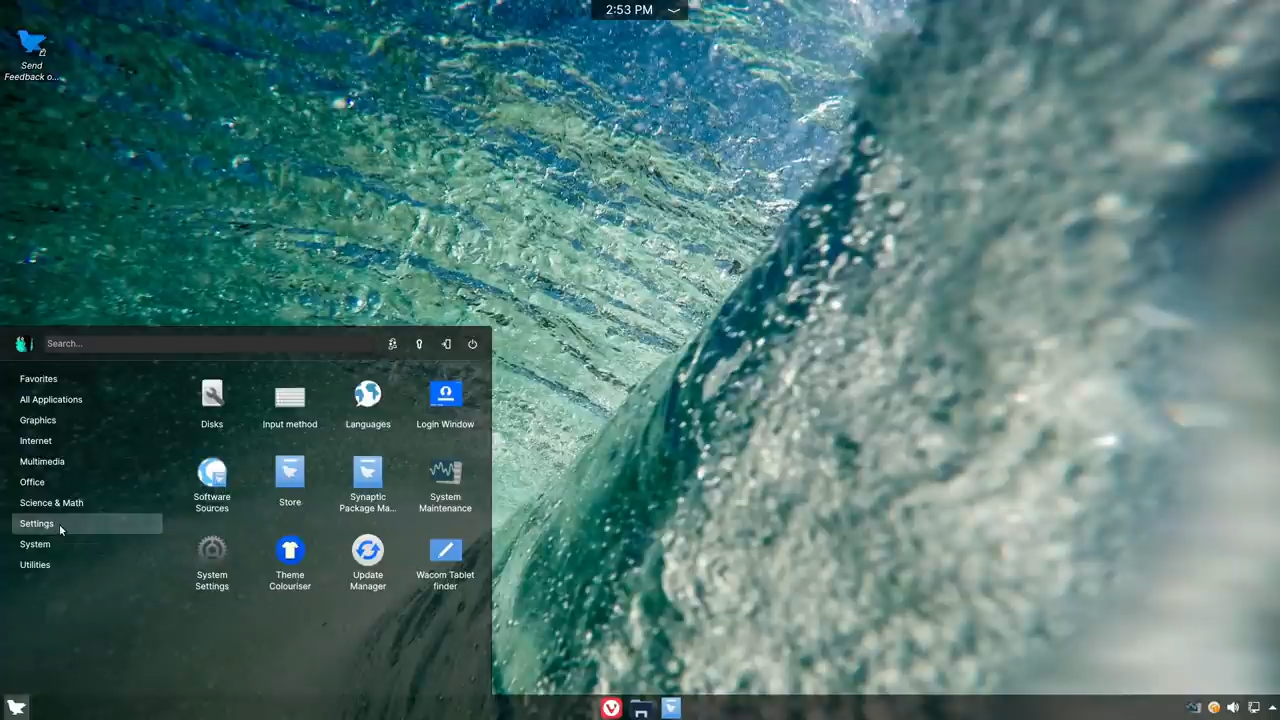 2:53 PM
Send
Feedback o...
Search...
Favorites
All Applications
Graphics
Internet
Multimedia
Office
Science & Math
Settings
System
Utilities
Disks
Input method
Languages
Login Window
Software
Sources
Store
Synaptic
Package Ma...
System
Maintenance
System
Settings
Theme
Colouriser
Update
Manager
Wacom Tablet
finder